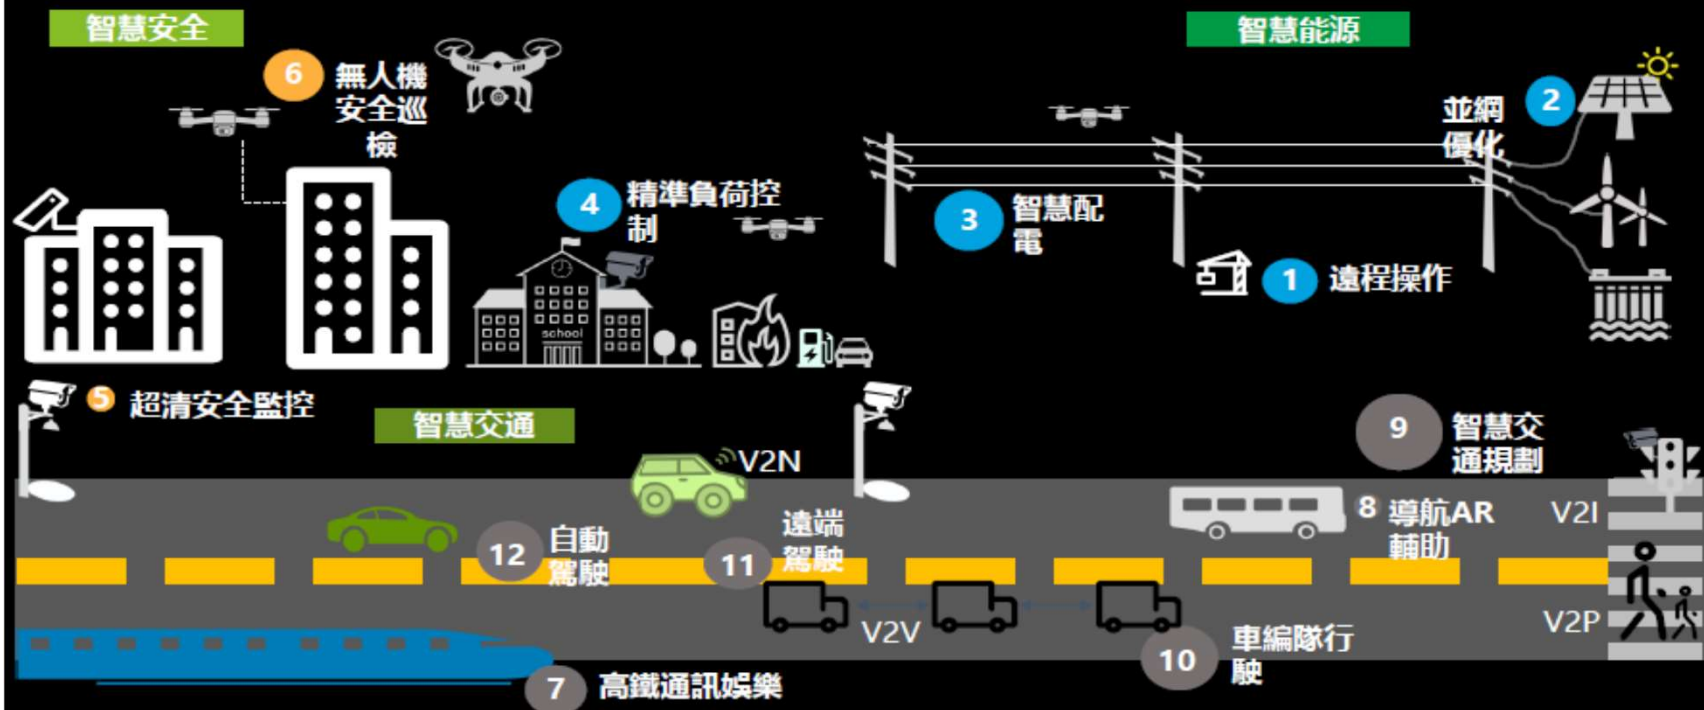 智慧安全
智慧能源
6
無人機
安全巡
檢
2
並網
優化
4
精準負荷控
制
3
智慧配
電
1
遠程操作
school
5
超清安全監控
智慧交通
V2N
9
智慧交
通規劃
12
自動
駕駛
11
遠端
駕駛
8
導航AR
輔助
V2I
V2V
V2P
10
車編隊行
駛
7
高鐵通訊娛樂